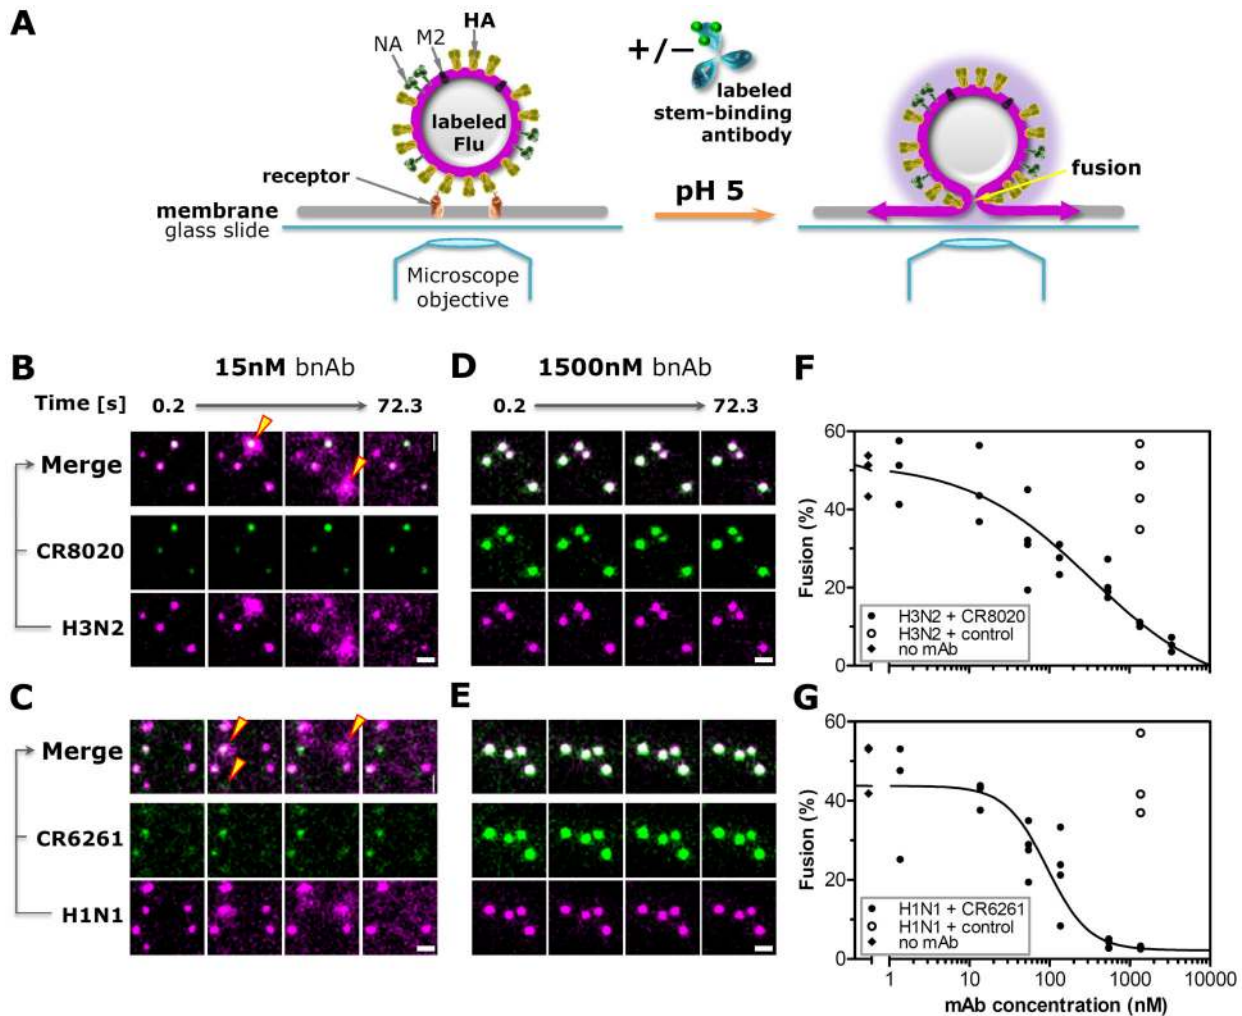 A
NA
M2
HA
labeled
Flu
receptor
membrane
glass slide
Microscope
objective
+/−
labeled
stem-binding
antibody
pH 5
fusion
B
15nM bnAb
Time [s]
0.2
72.3
Merge
CR8020
H3N2
C
Merge
CR6261
H1N1
D
1500nM bnAb
0.2
72.3
E
F
60
40
20
0
Fusion (%)
H3N2 + CR8020
H3N2 + control
no mAb
G
60
40
20
0
Fusion (%)
H1N1 + CR6261
H1N1 + control
no mAb
1
10
100
1000
10000
mAb concentration (nM)